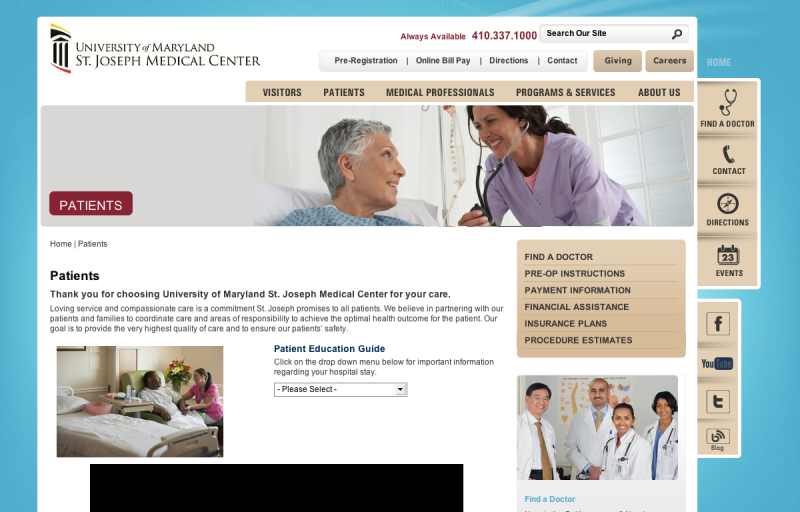 Always Available 410.337.1000
Search Our Site
UNIVERSITY of MARYLAND
ST. JOSEPH MEDICAL CENTER
Pre-Registration | Online Bill Pay | Directions | Contact
Giving
Careers
HOME
VISITORS PATIENTS MEDICAL PROFESSIONALS PROGRAMS & SERVICES ABOUT US
FIND A DOCTOR
CONTACT
DIRECTIONS
23
EVENTS
PATIENTS
Home | Patients
Patients
Thank you for choosing University of Maryland St. Joseph Medical Center for your care.
Loving service and compassionate care is a commitment St. Joseph promises to all patients. We believe in partnering with our
patients and families to coordinate care and areas of responsibility to achieve the optimal health outcome for the patient. Our
goal is to provide the very highest quality of care and to ensure our patients' safety.
Patient Education Guide
Click on the drop down menu below for important information
regarding your hospital stay.
- Please Select -
FIND A DOCTOR
PRE-OP INSTRUCTIONS
PAYMENT INFORMATION
FINANCIAL ASSISTANCE
INSURANCE PLANS
PROCEDURE ESTIMATES
f
YouTube
t
Blog
Find a Doctor